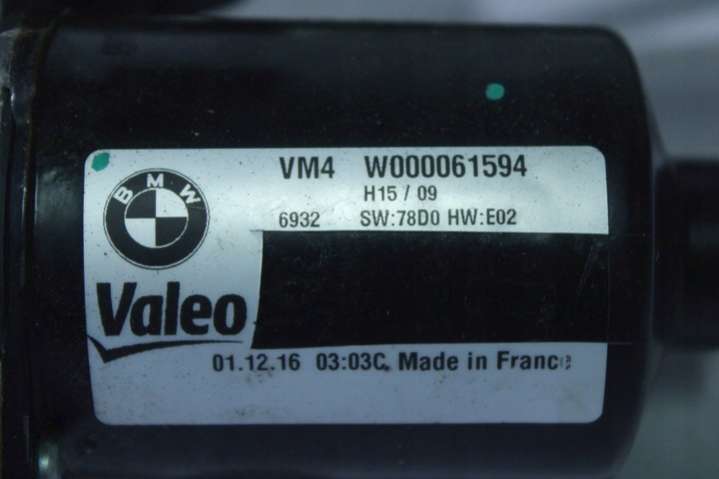 VM4 W000061594
H15 / 09
6932 SW:78D0 HW:E02
BMW
Valeo
01.12.16 03:03C Made in France